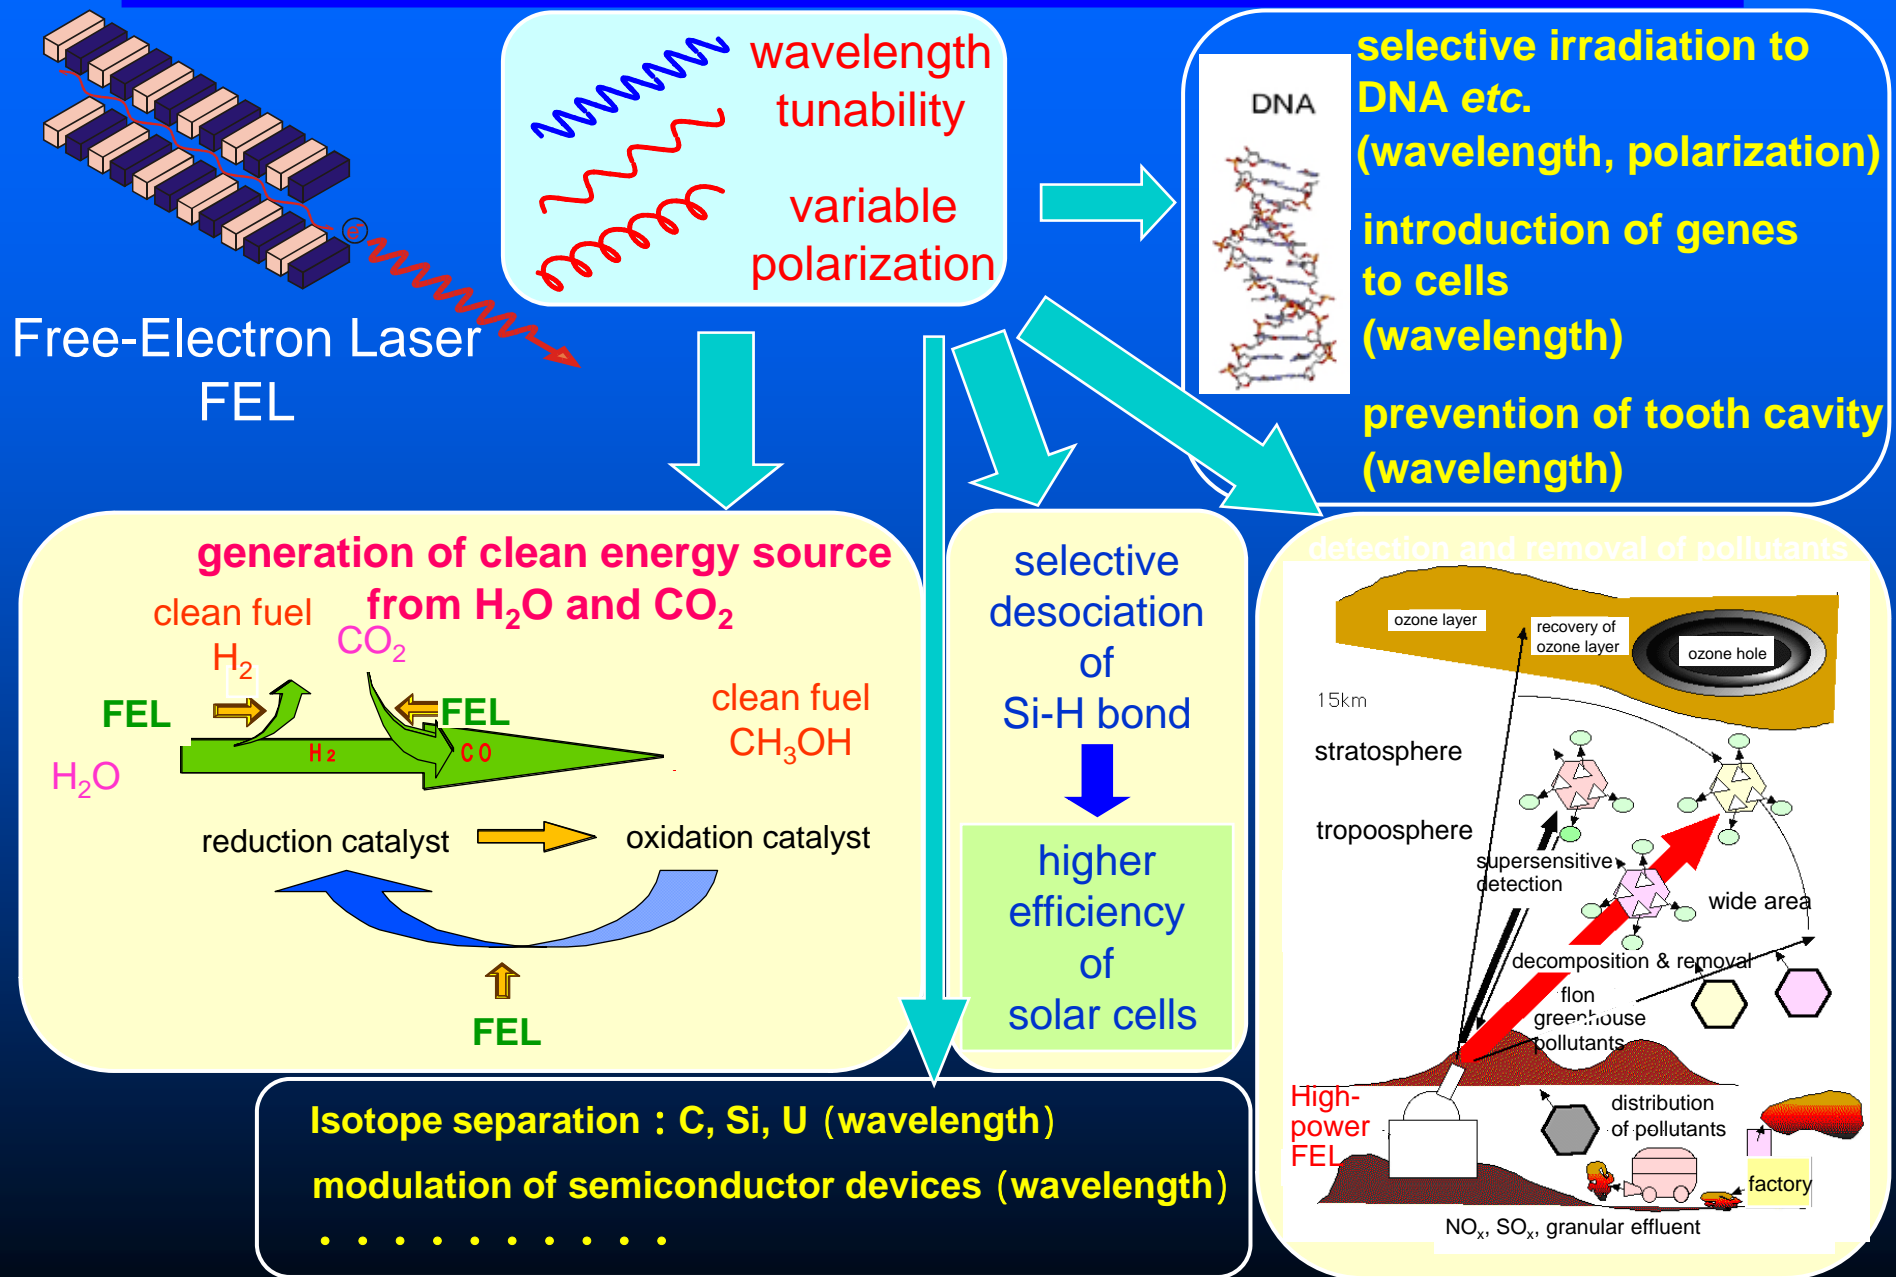 Free-Electron Laser
FEL
e⁻
wavelength
tunability
variable
polarization
DNA
selective irradiation to
DNA etc.
(wavelength, polarization)
introduction of genes
to cells
(wavelength)
prevention of tooth cavity
(wavelength)
generation of clean energy source
from H₂O and CO₂
clean fuel
H₂
CO₂
FEL
FEL
clean fuel
CH₃OH
H₂
CO
H₂O
reduction catalyst
oxidation catalyst
FEL
selective
desociation
of
Si-H bond
higher
efficiency
of
solar cells
detection and removal of pollutants
ozone layer
recovery of
ozone layer
ozone hole
15km
stratosphere
tropoosphere
supersensitive
detection
wide area
decomposition & removal
flon
greenhouse
pollutants
High-
power
FEL
distribution
of pollutants
factory
NOₓ, SOₓ, granular effluent
Isotope separation : C, Si, U (wavelength)
modulation of semiconductor devices (wavelength)
・・・・・・・・・・